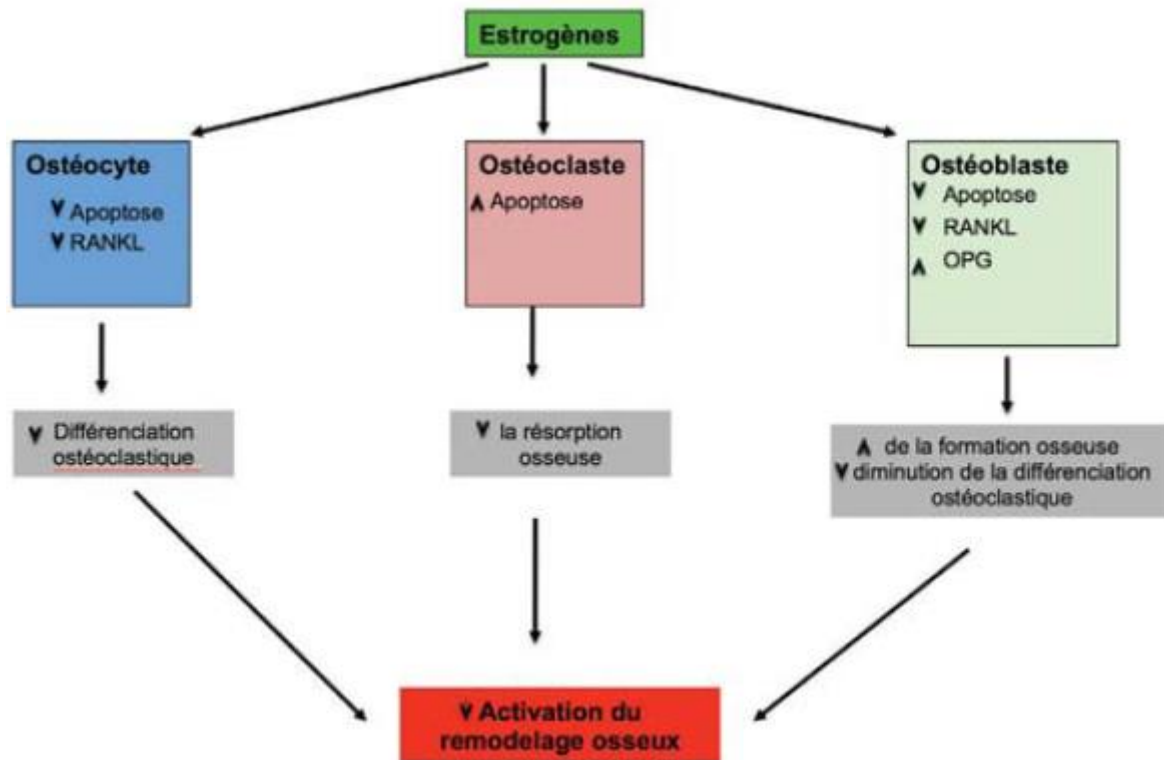 Estrogènes
Ostéocyte
Apoptose
RANKL
Ostéoclaste
Apoptose
Ostéoblaste
Apoptose
RANKL
OPG
Différenciation
ostéoclastique
la résorption
osseuse
de la formation osseuse
diminution de la différenciation
ostéoclastique
Activation du
remodelage osseux